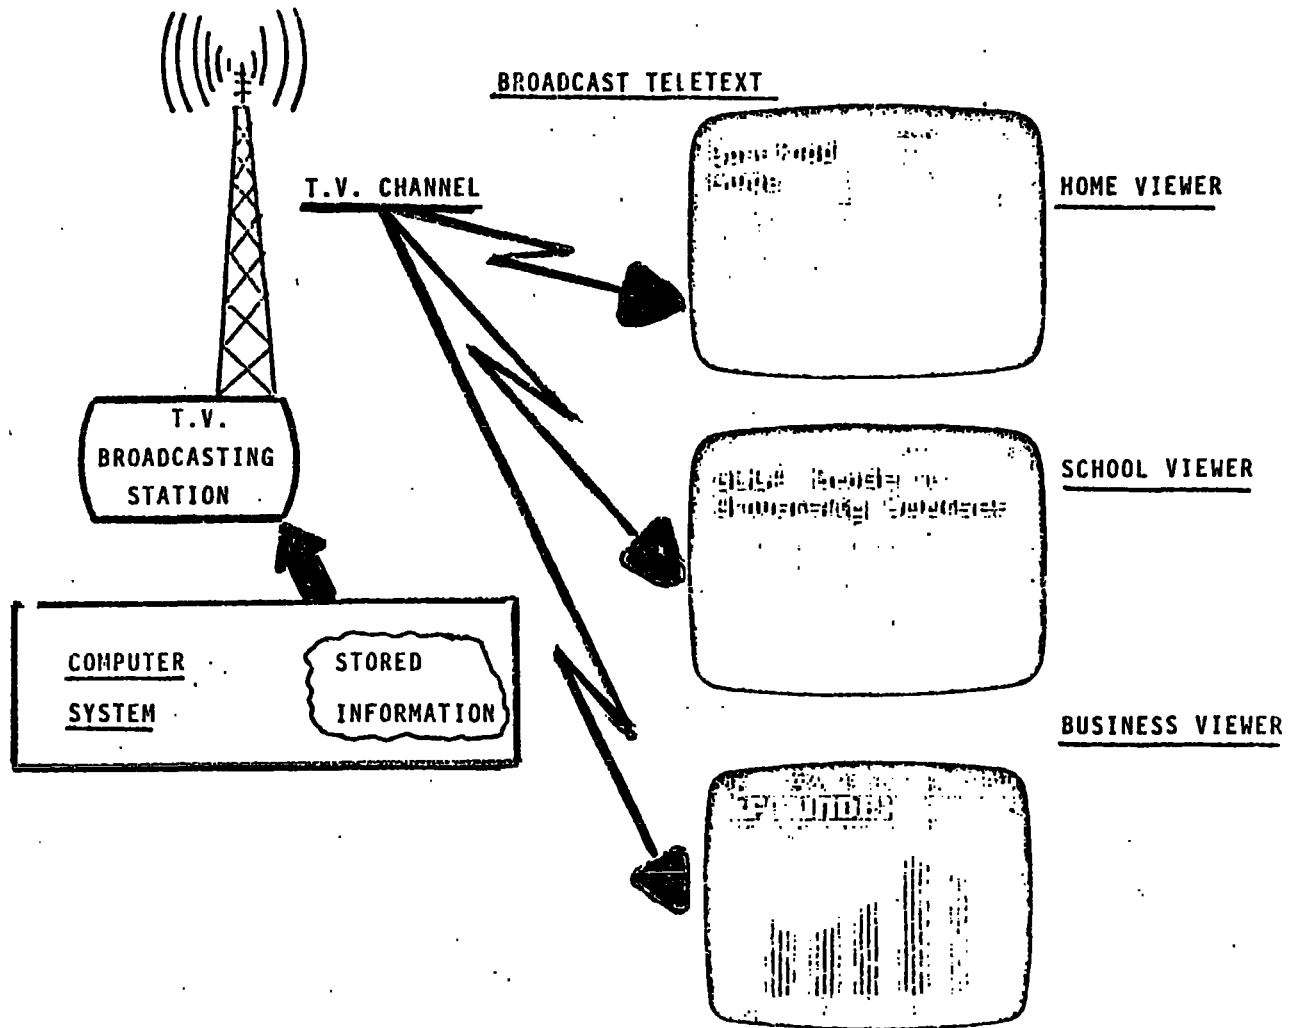 BROADCAST TELETEXT
T.V. CHANNEL
HOME VIEWER
T.V.
BROADCASTING
STATION
SCHOOL VIEWER
COMPUTER
SYSTEM
STORED
INFORMATION
BUSINESS VIEWER